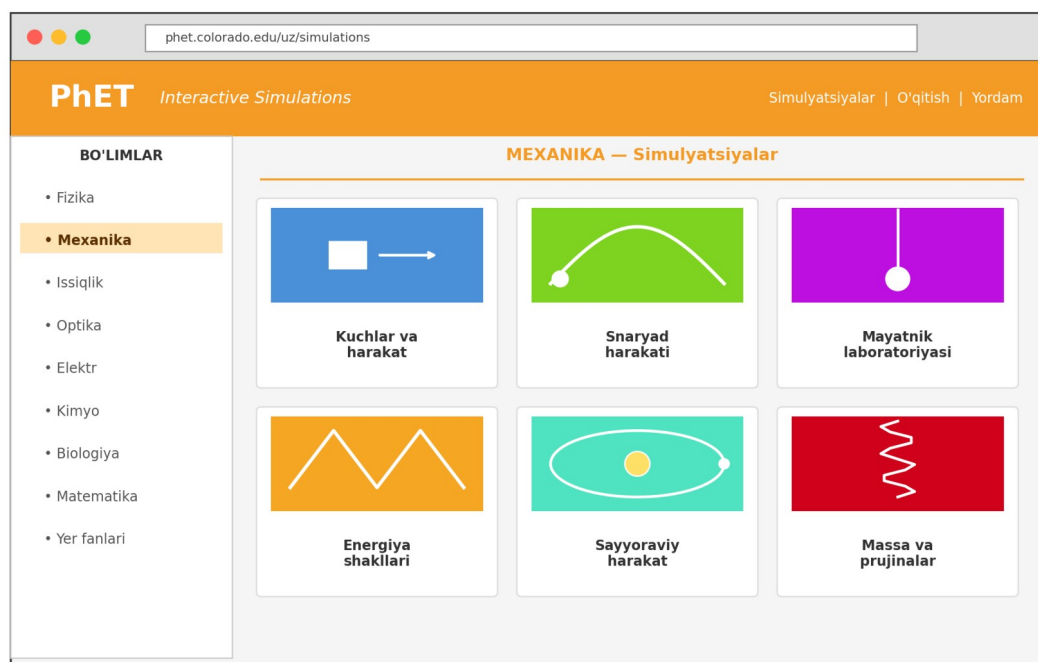 phet.colorado.edu/uz/simulations
PhET Interactive Simulations
Simulyatsiyalar | O'qitish | Yordam
BO'LIMLAR
• Fizika
• Mexanika
• Issiqlik
• Optika
• Elektr
• Kimyo
• Biologiya
• Matematika
• Yer fanlari
MEXANIKA — Simulyatsiyalar
Kuchlar va
harakat
Snaryad
harakati
Mayatnik
laboratoriyasi
Energiya
shakllari
Sayyoraviy
harakat
Massa va
prujinalar